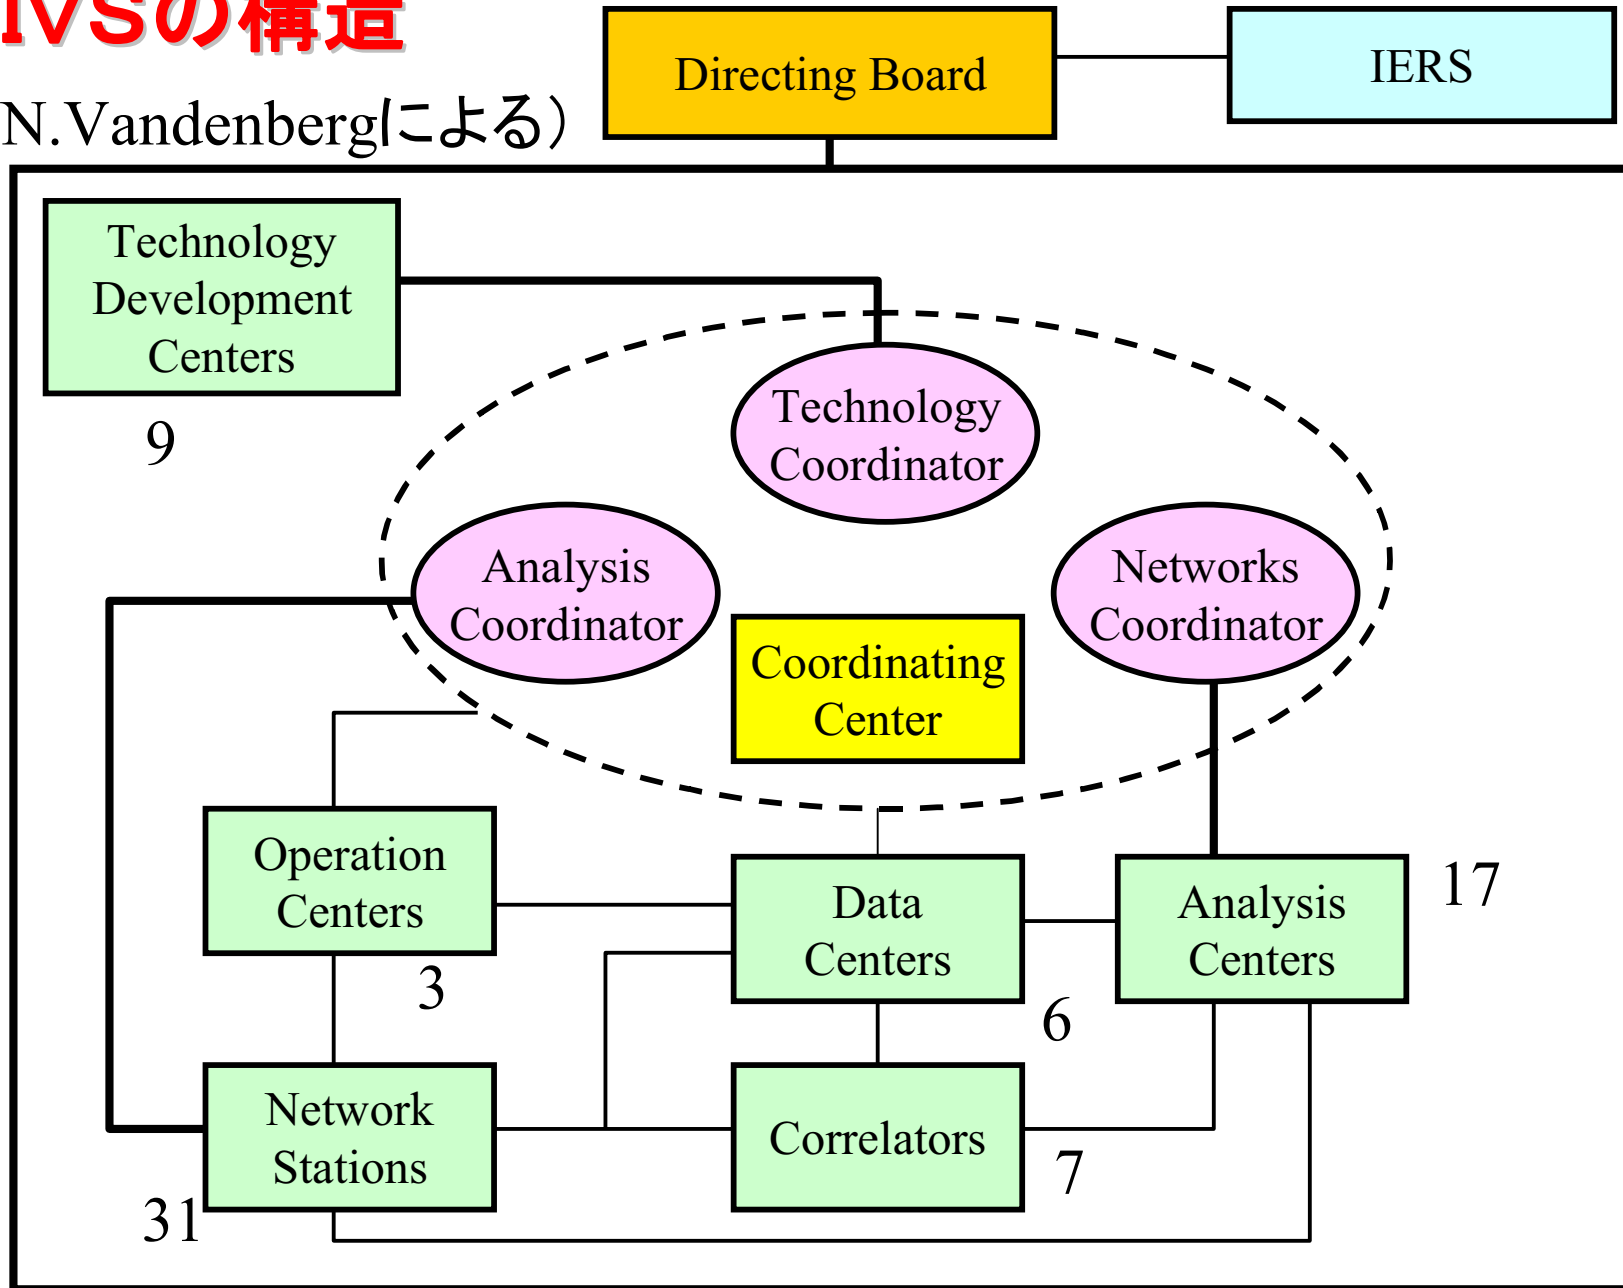 IVSの構造
N.Vandenbergによる）
Directing Board
IERS
Technology
Development
Centers
9
Technology
Coordinator
Analysis
Coordinator
Networks
Coordinator
Coordinating
Center
Operation
Centers
3
Data
Centers
6
Analysis
Centers
17
Network
Stations
31
Correlators
7